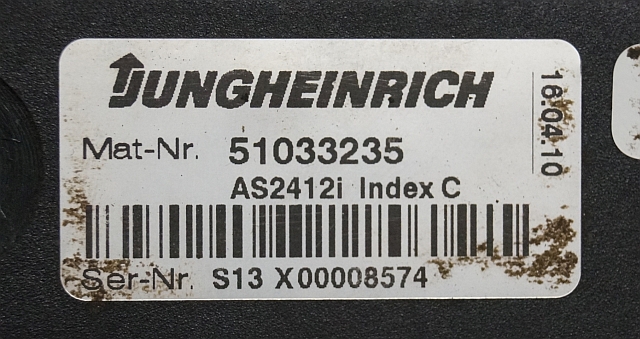 JUNGHEINRICH
Mat-Nr. 51033235
AS2412i Index C
Ser-Nr. S13 X00008574
16.04.10